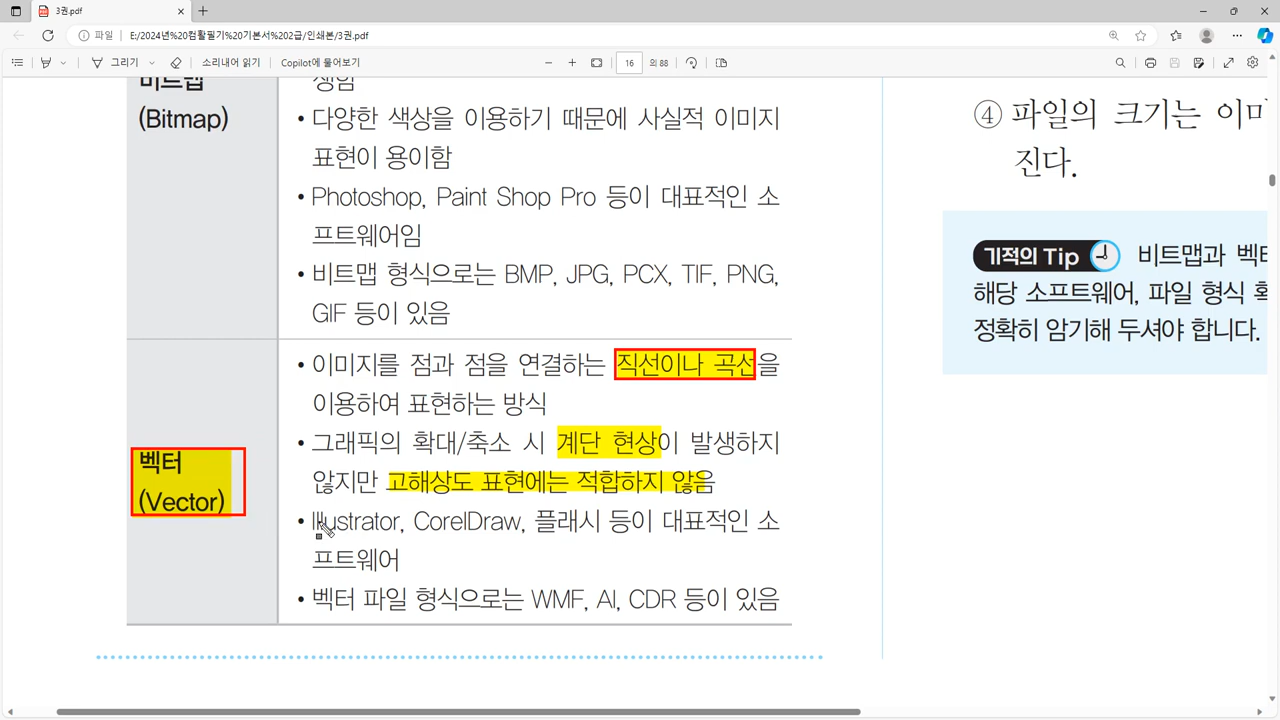 3권.pdf
파일 E:/2024년%20컴활필기%20기본서%202급/인쇄본/3권.pdf
그리기 소리내어 읽기 Copilot에 물어보기 16 의 88
비트맵
(Bitmap)
생임
• 다양한 색상을 이용하기 때문에 사실적 이미지
표현이 용이함
• Photoshop, Paint Shop Pro 등이 대표적인 소
프트웨어임
• 비트맵 형식으로는 BMP, JPG, PCX, TIF, PNG,
GIF 등이 있음
벡터
(Vector)
• 이미지를 점과 점을 연결하는 직선이나 곡선을
이용하여 표현하는 방식
• 그래픽의 확대/축소 시 계단 현상이 발생하지
않지만 고해상도 표현에는 적합하지 않음
• Illustrator, CorelDraw, 플래시 등이 대표적인 소
프트웨어
• 벡터 파일 형식으로는 WMF, AI, CDR 등이 있음
④ 파일의 크기는 이미
진다.
기적의 Tip 비트맵과 벡터
해당 소프트웨어, 파일 형식 확
정확히 암기해 두셔야 합니다.